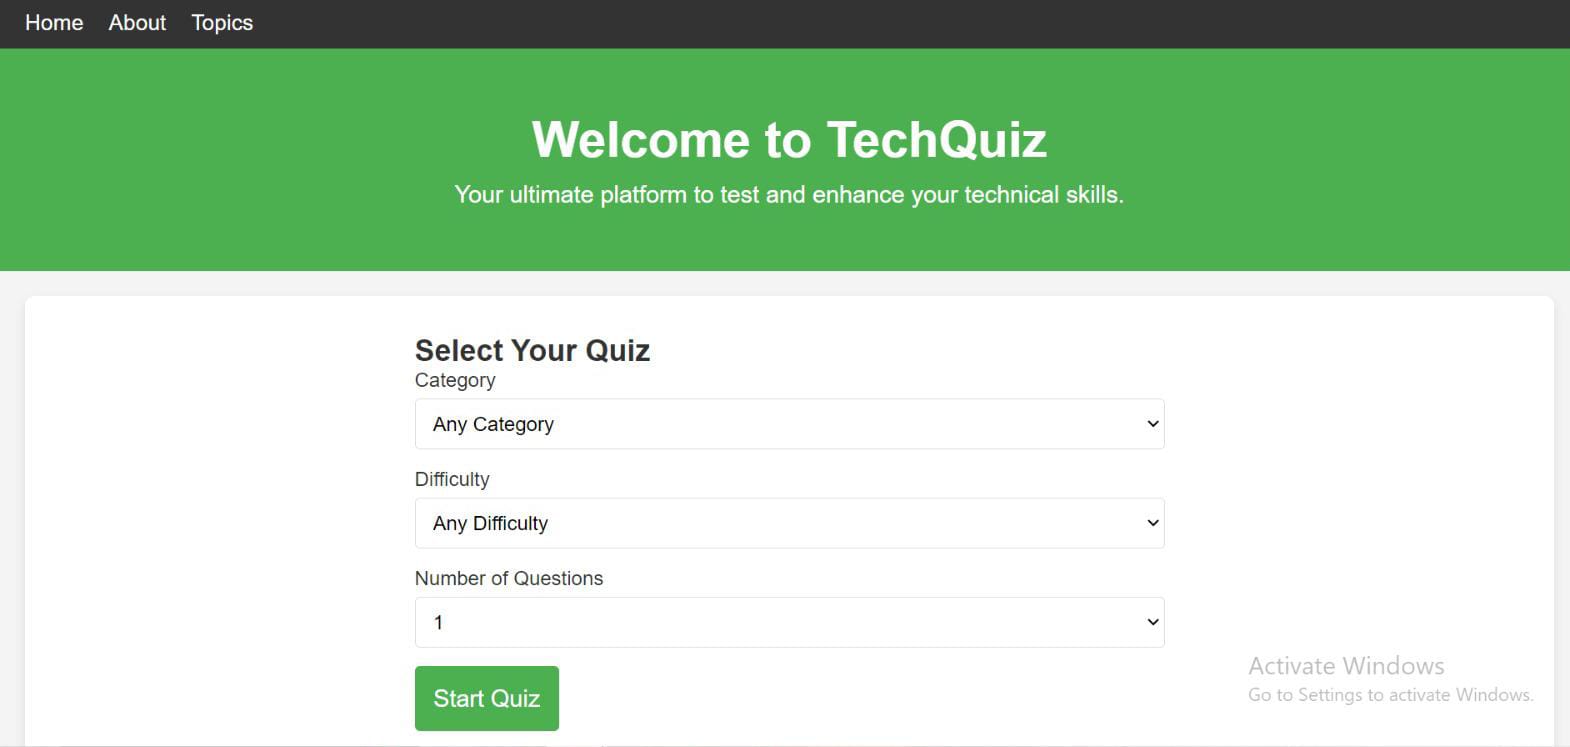 Home About Topics
Welcome to TechQuiz
Your ultimate platform to test and enhance your technical skills.
Select Your Quiz
Category
Any Category
Difficulty
Any Difficulty
Number of Questions
1
Start Quiz
Activate Windows
Go to Settings to activate Windows.